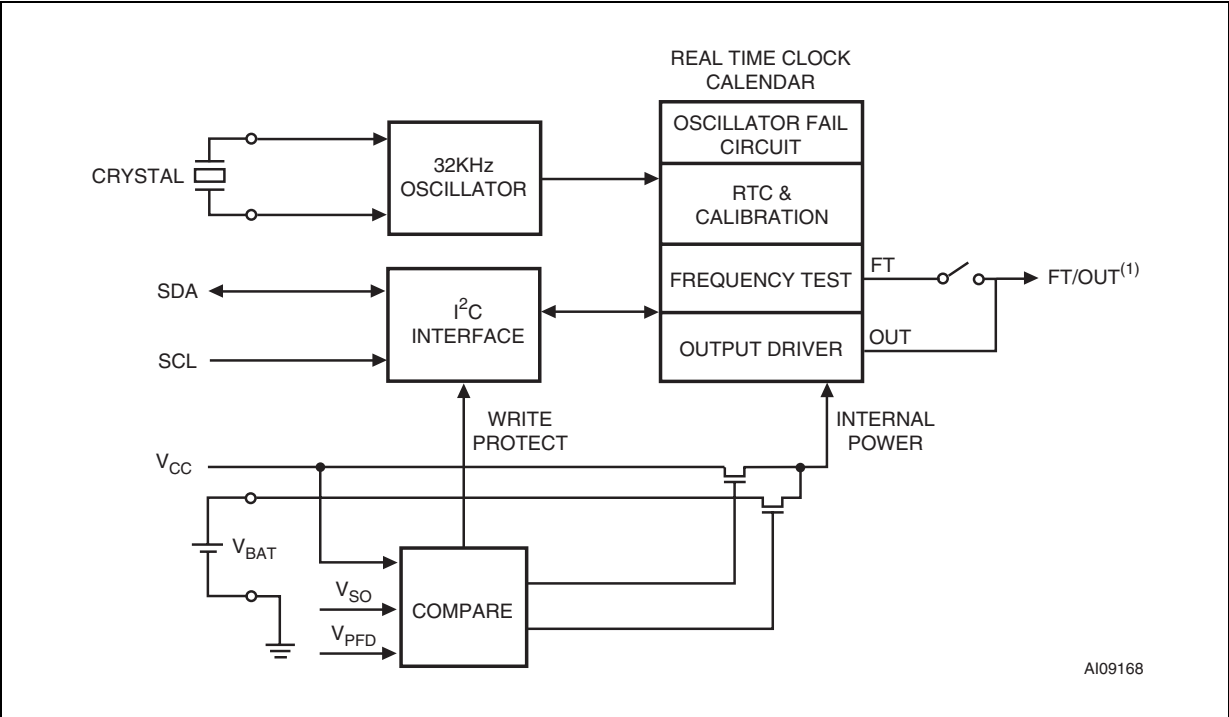 REAL TIME CLOCK
CALENDAR
OSCILLATOR FAIL
CIRCUIT
CRYSTAL
32KHz
OSCILLATOR
RTC &
CALIBRATION
FREQUENCY TEST
FT
FT/OUT(1)
SDA
I2C
INTERFACE
SCL
OUTPUT DRIVER
OUT
WRITE
PROTECT
INTERNAL
POWER
VCC
VBAT
VSO
COMPARE
VPFD
AI09168